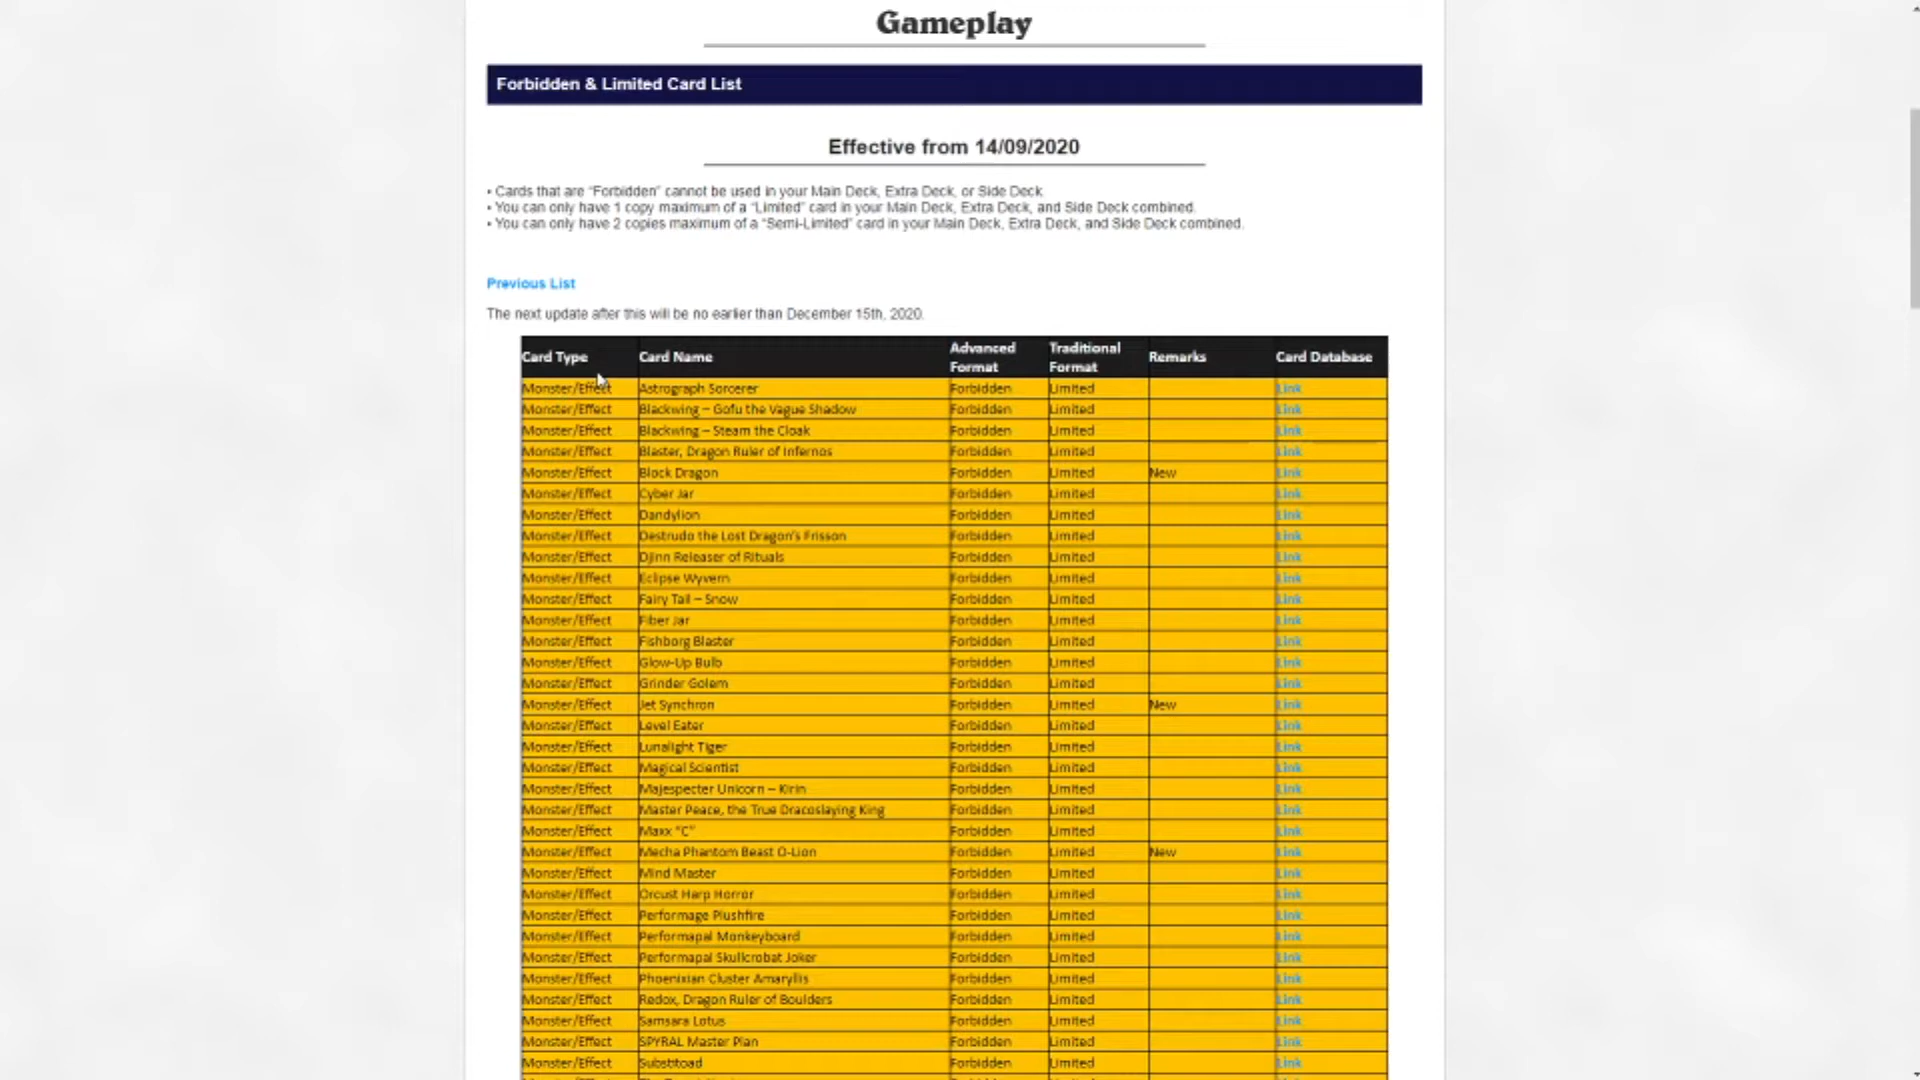 Gameplay
Forbidden & Limited Card List
Effective from 14/09/2020
• Cards that are "Forbidden" cannot be used in your Main Deck, Extra Deck, or Side Deck
• You can only have 1 copy maximum of a "Limited" card in your Main Deck, Extra Deck, and Side Deck combined.
• You can only have 2 copies maximum of a "Semi-Limited" card in your Main Deck, Extra Deck, and Side Deck combined.
Previous List
The next update after this will be no earlier than December 15th, 2020.
Card Type Card Name Advanced Format Traditional Format Remarks Card Database
Monster/Effect Astrograph Sorcerer Forbidden Limited Link
Monster/Effect Blackwing – Gofu the Vague Shadow Forbidden Limited Link
Monster/Effect Blackwing – Steam the Cloak Forbidden Limited Link
Monster/Effect Blaster, Dragon Ruler of Infernos Forbidden Limited Link
Monster/Effect Block Dragon Forbidden Limited New Link
Monster/Effect Cyber Jar Forbidden Limited Link
Monster/Effect Dandylion Forbidden Limited Link
Monster/Effect Destrudo the Lost Dragon's Frisson Forbidden Limited Link
Monster/Effect Djinn Releaser of Rituals Forbidden Limited Link
Monster/Effect Eclipse Wyvern Forbidden Limited Link
Monster/Effect Fairy Tail – Snow Forbidden Limited Link
Monster/Effect Fiber Jar Forbidden Limited Link
Monster/Effect Fishborg Blaster Forbidden Limited Link
Monster/Effect Glow-Up Bulb Forbidden Limited Link
Monster/Effect Grinder Golem Forbidden Limited Link
Monster/Effect Jet Synchron Forbidden Limited New Link
Monster/Effect Level Eater Forbidden Limited Link
Monster/Effect Lunalight Tiger Forbidden Limited Link
Monster/Effect Magical Scientist Forbidden Limited Link
Monster/Effect Majespecter Unicorn – Kirin Forbidden Limited Link
Monster/Effect Master Peace, the True Dracoslaying King Forbidden Limited Link
Monster/Effect Maxx "C" Forbidden Limited Link
Monster/Effect Mecha Phantom Beast O-Lion Forbidden Limited New Link
Monster/Effect Mind Master Forbidden Limited Link
Monster/Effect Orcust Harp Horror Forbidden Limited Link
Monster/Effect Performage Plushfire Forbidden Limited Link
Monster/Effect Performapal Monkeyboard Forbidden Limited Link
Monster/Effect Performapal Skullcrobat Joker Forbidden Limited Link
Monster/Effect Phoenixian Cluster Amaryllis Forbidden Limited Link
Monster/Effect Redox, Dragon Ruler of Boulders Forbidden Limited Link
Monster/Effect Samsara Lotus Forbidden Limited Link
Monster/Effect SPYRAL Master Plan Forbidden Limited Link
Monster/Effect Substitoad Forbidden Limited Link